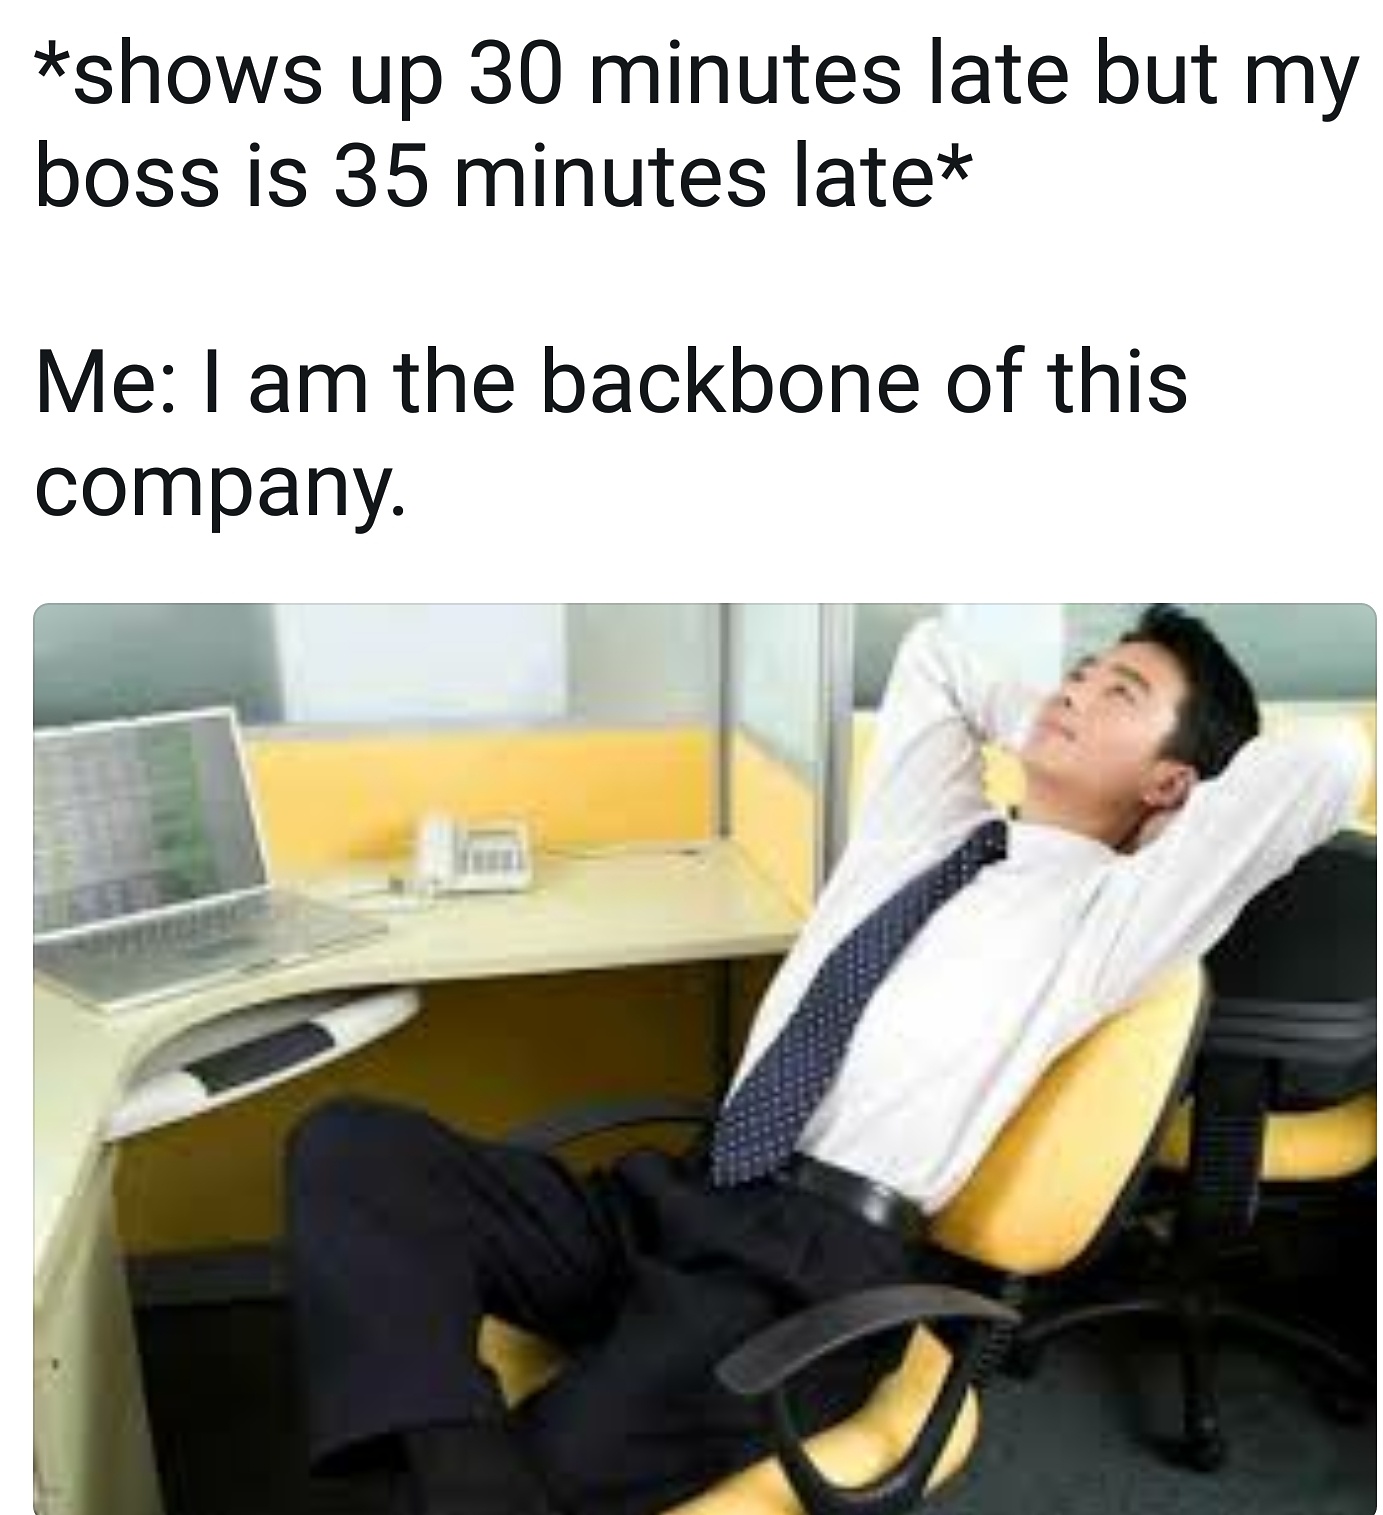 *shows up 30 minutes late but my
boss is 35 minutes late*
Me: I am the backbone of this
company.